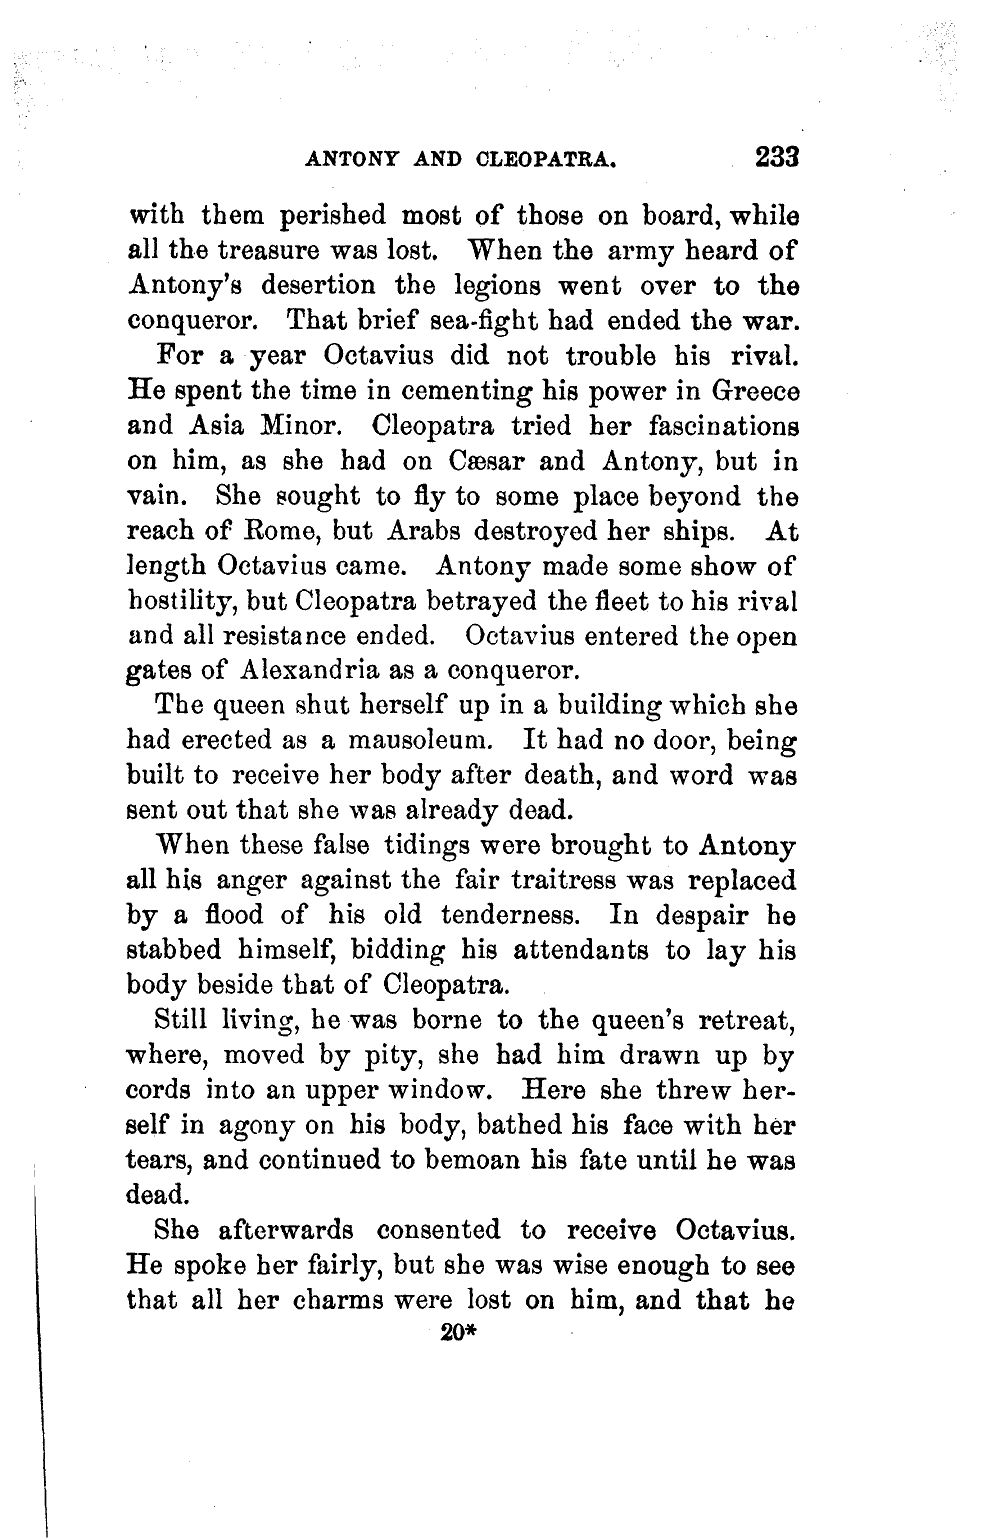 ANTONY AND CLEOPATRA. 233
with them perished most of those on board, while
all the treasure was lost. When the army heard of
Antony's desertion the legions went over to the
conqueror. That brief sea-fight had ended the war.
For a year Octavius did not trouble his rival.
He spent the time in cementing his power in Greece
and Asia Minor. Cleopatra tried her fascinations
on him, as she had on Cæsar and Antony, but in
vain. She sought to fly to some place beyond the
reach of Rome, but Arabs destroyed her ships. At
length Octavius came. Antony made some show of
hostility, but Cleopatra betrayed the fleet to his rival
and all resistance ended. Octavius entered the open
gates of Alexandria as a conqueror.
The queen shut herself up in a building which she
had erected as a mausoleum. It had no door, being
built to receive her body after death, and word was
sent out that she was already dead.
When these false tidings were brought to Antony
all his anger against the fair traitress was replaced
by a flood of his old tenderness. In despair he
stabbed himself, bidding his attendants to lay his
body beside that of Cleopatra.
Still living, he was borne to the queen's retreat,
where, moved by pity, she had him drawn up by
cords into an upper window. Here she threw her-
self in agony on his body, bathed his face with her
tears, and continued to bemoan his fate until he was
dead.
She afterwards consented to receive Octavius.
He spoke her fairly, but she was wise enough to see
that all her charms were lost on him, and that he
20*